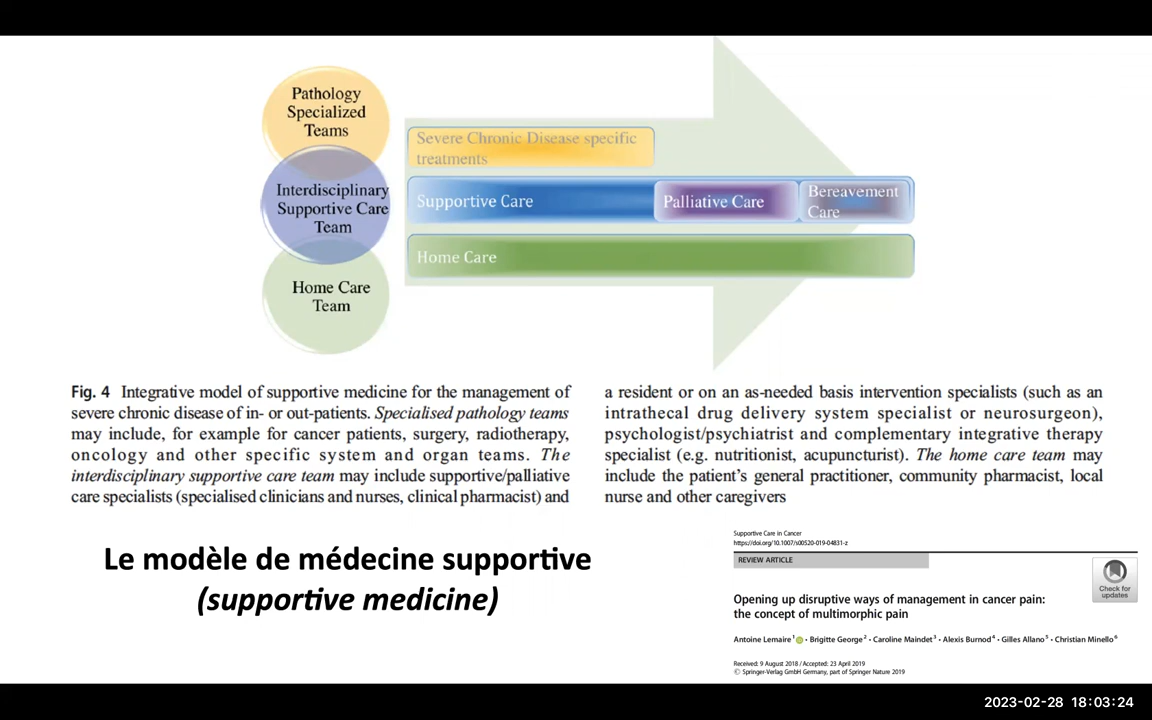 Pathology
Specialized
Teams
Interdisciplinary
Supportive Care
Team
Home Care
Team
Severe Chronic Disease specific
treatments
Supportive Care
Palliative Care
Bereavement
Care
Home Care
Fig. 4 Integrative model of supportive medicine for the management of
severe chronic disease of in- or out-patients. Specialised pathology teams
may include, for example for cancer patients, surgery, radiotherapy,
oncology and other specific system and organ teams. The
interdisciplinary supportive care team may include supportive/palliative
care specialists (specialised clinicians and nurses, clinical pharmacist) and
a resident or on an as-needed basis intervention specialists (such as an
intrathecal drug delivery system specialist or neurosurgeon),
psychologist/psychiatrist and complementary integrative therapy
specialist (e.g. nutritionist, acupuncturist). The home care team may
include the patient's general practitioner, community pharmacist, local
nurse and other caregivers
Le modèle de médecine supportive
(supportive medicine)
Supportive Care in Cancer
https://doi.org/10.1007/s00520-019-04831-z
REVIEW ARTICLE
Check for
updates
Opening up disruptive ways of management in cancer pain:
the concept of multimorphic pain
Antoine Lemaire 1 • Brigitte George 2 • Caroline Maindet 3 • Alexis Burnod 4 • Gilles Allano 5 • Christian Minello 6
Received: 9 August 2018 / Accepted: 23 April 2019
© Springer-Verlag GmbH Germany, part of Springer Nature 2019
2023-02-28 18:03:24